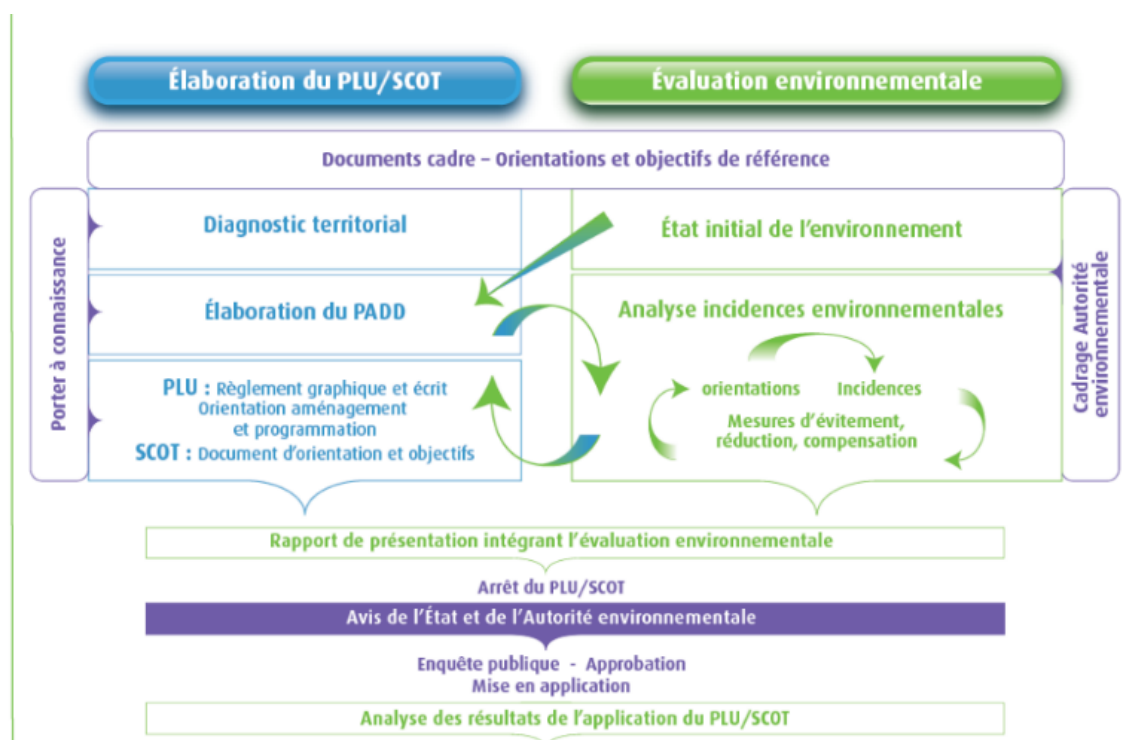 Élaboration du PLU/SCOT
Évaluation environnementale
Documents cadre – Orientations et objectifs de référence
Porter à connaissance
Diagnostic territorial
État initial de l'environnement
Élaboration du PADD
Analyse incidences environnementales
PLU : Règlement graphique et écrit
Orientation aménagement
et programmation
SCOT : Document d'orientation et objectifs
orientations
Incidences
Mesures d'évitement,
réduction, compensation
Cadrage Autorité
environnementale
Rapport de présentation intégrant l'évaluation environnementale
Arrêt du PLU/SCOT
Avis de l'État et de l'Autorité environnementale
Enquête publique - Approbation
Mise en application
Analyse des résultats de l'application du PLU/SCOT